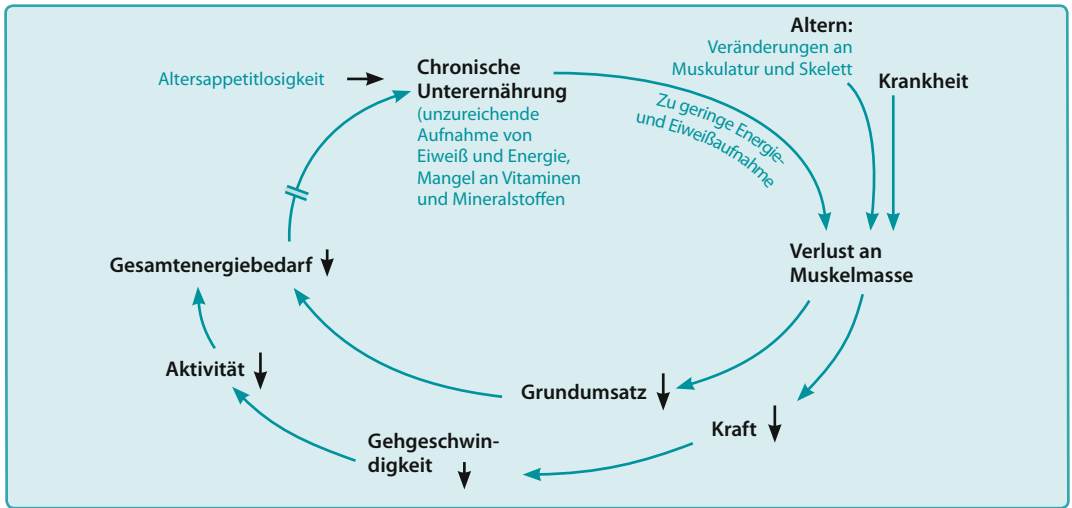 Altern:
Veränderungen an
Muskulatur und Skelett
Krankheit
Altersappetitlosigkeit
Chronische
Unterernährung
(unzureichende
Aufnahme von
Eiweiß und Energie,
Mangel an Vitaminen
und Mineralstoffen
Zu geringe Energie-
und Eiweißaufnahme
Verlust an
Muskelmasse
Gesamtenergiebedarf
Aktivität
Grundumsatz
Kraft
Gehgeschwin-
digkeit